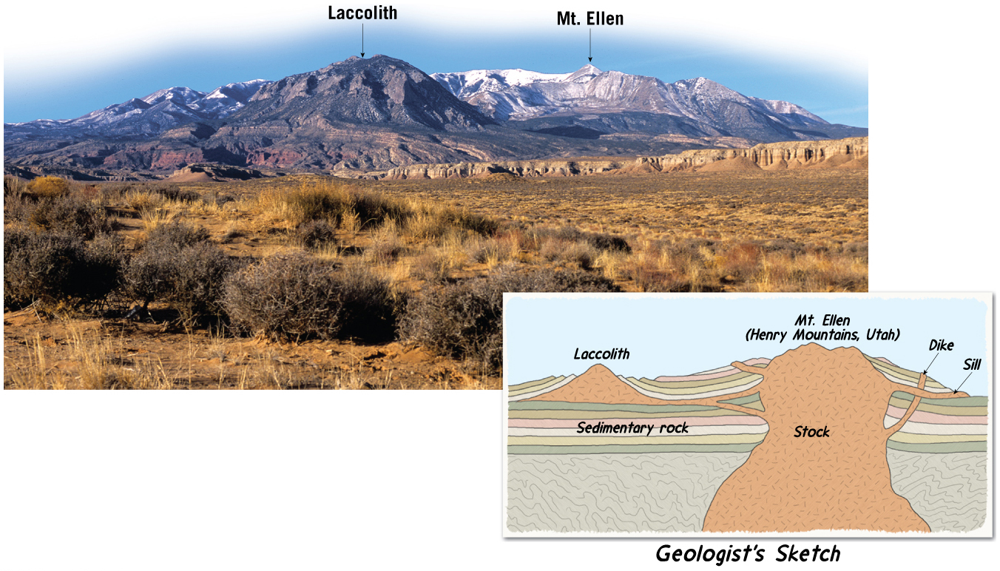 Laccolith
Mt. Ellen
Mt. Ellen
(Henry Mountains, Utah)
Laccolith
Dike
Sill
Sedimentary rock
Stock
Geologist's Sketch